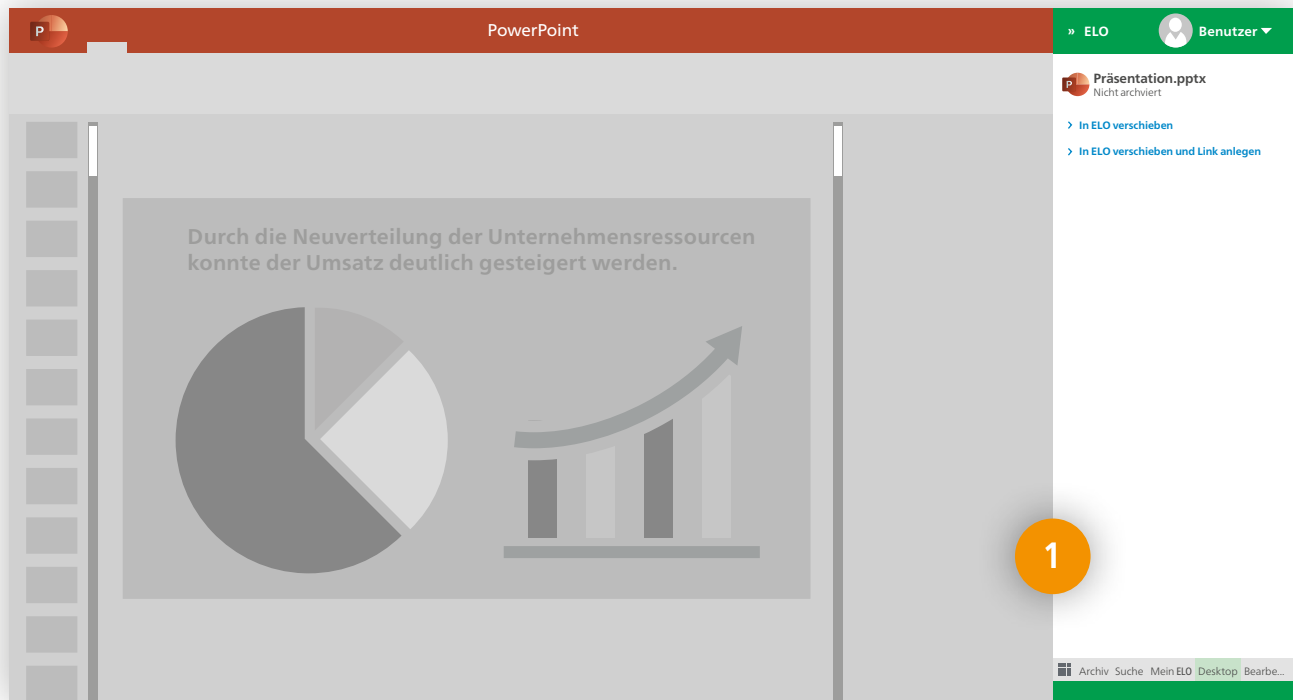 P
PowerPoint
» ELO
Benutzer
P
Präsentation.pptx
Nicht archviert
In ELO verschieben
In ELO verschieben und Link anlegen
Durch die Neuverteilung der Unternehmensressourcen
konnte der Umsatz deutlich gesteigert werden.
1
Archiv Suche Mein ELO Desktop Bearbe...